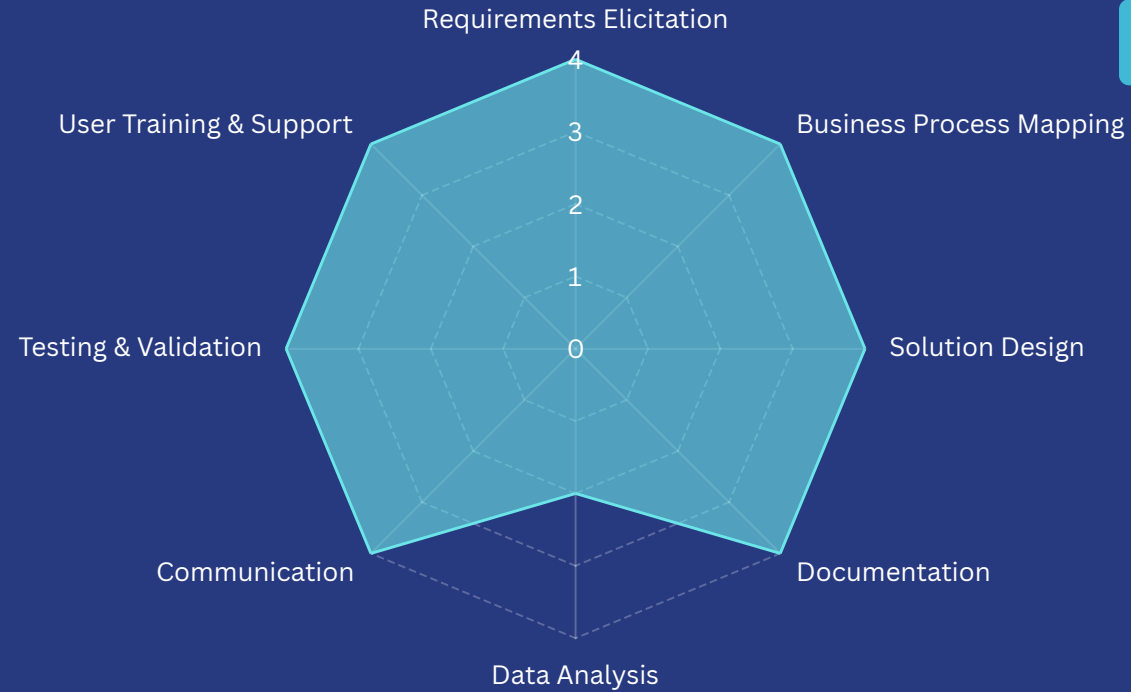 Requirements Elicitation
4
User Training & Support
Business Process Mapping
3
2
1
Testing & Validation
0
Solution Design
Communication
Documentation
Data Analysis